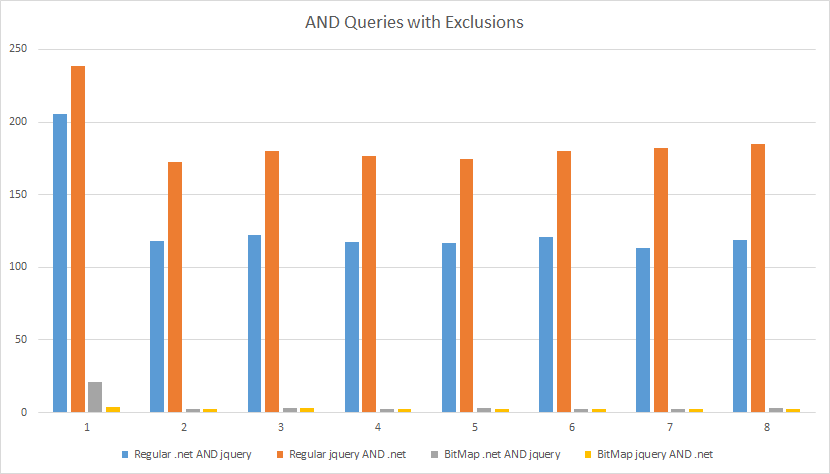 AND Queries with Exclusions
250
200
150
100
50
0
1 2 3 4 5 6 7 8
Regular .net AND jquery Regular jquery AND .net BitMap .net AND jquery BitMap jquery AND .net